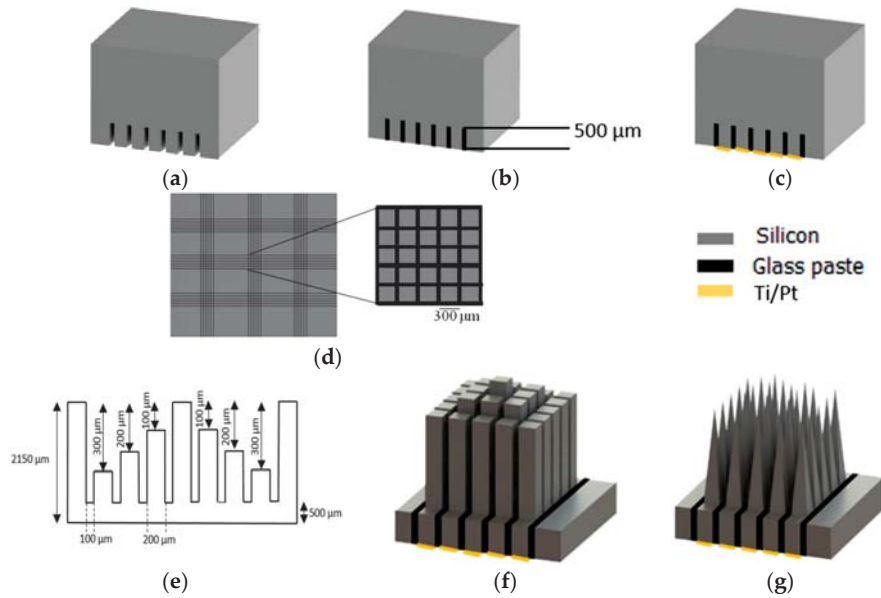 500 μm
(a)
(b)
(c)
Silicon
Glass paste
Ti/Pt
300 μm
(d)
2150 μm
300 μm
200 μm
100 μm
100 μm
200 μm
300 μm
500 μm
100 μm
200 μm
(e)
(f)
(g)